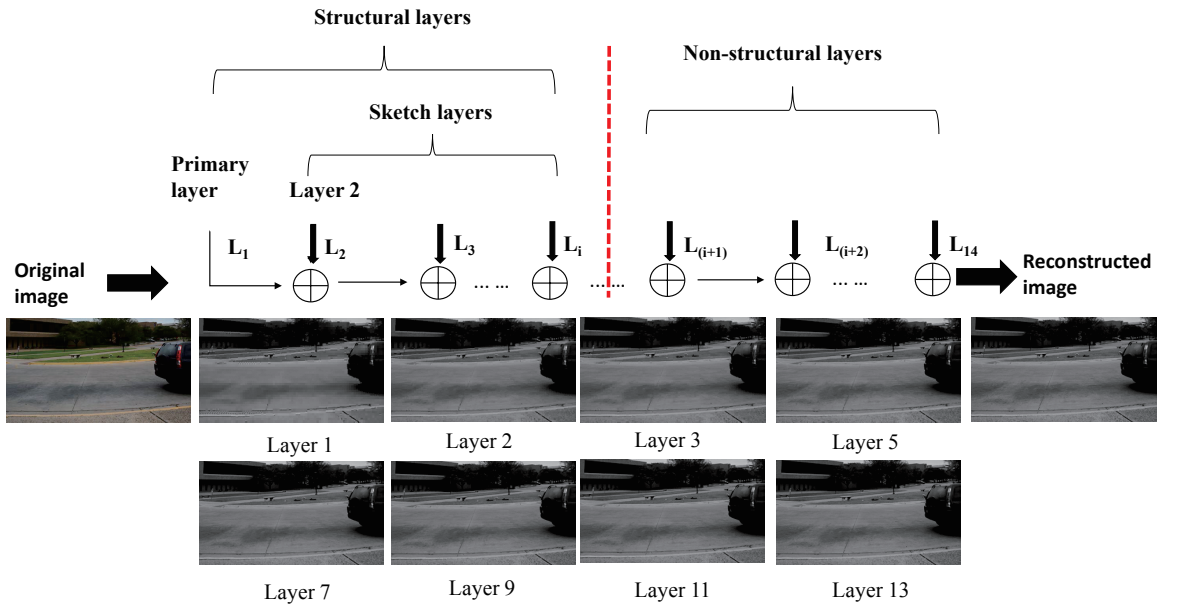 Structural layers
Non-structural layers
Sketch layers
Primary
layer
Layer 2
L1
L2
L3
Li
L(i+1)
L(i+2)
L14
Original
image
... ...
... ...
... ...
Reconstructed
image
Layer 1
Layer 2
Layer 3
Layer 5
Layer 7
Layer 9
Layer 11
Layer 13